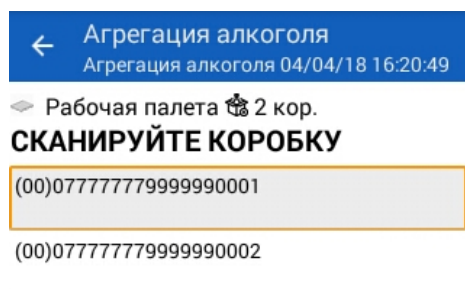 Агрегация алкоголя
Агрегация алкоголя 04/04/18 16:20:49
Рабочая палета 2 кор.
СКАНИРУЙТЕ КОРОБКУ
(00)077777779999990001
(00)077777779999990002